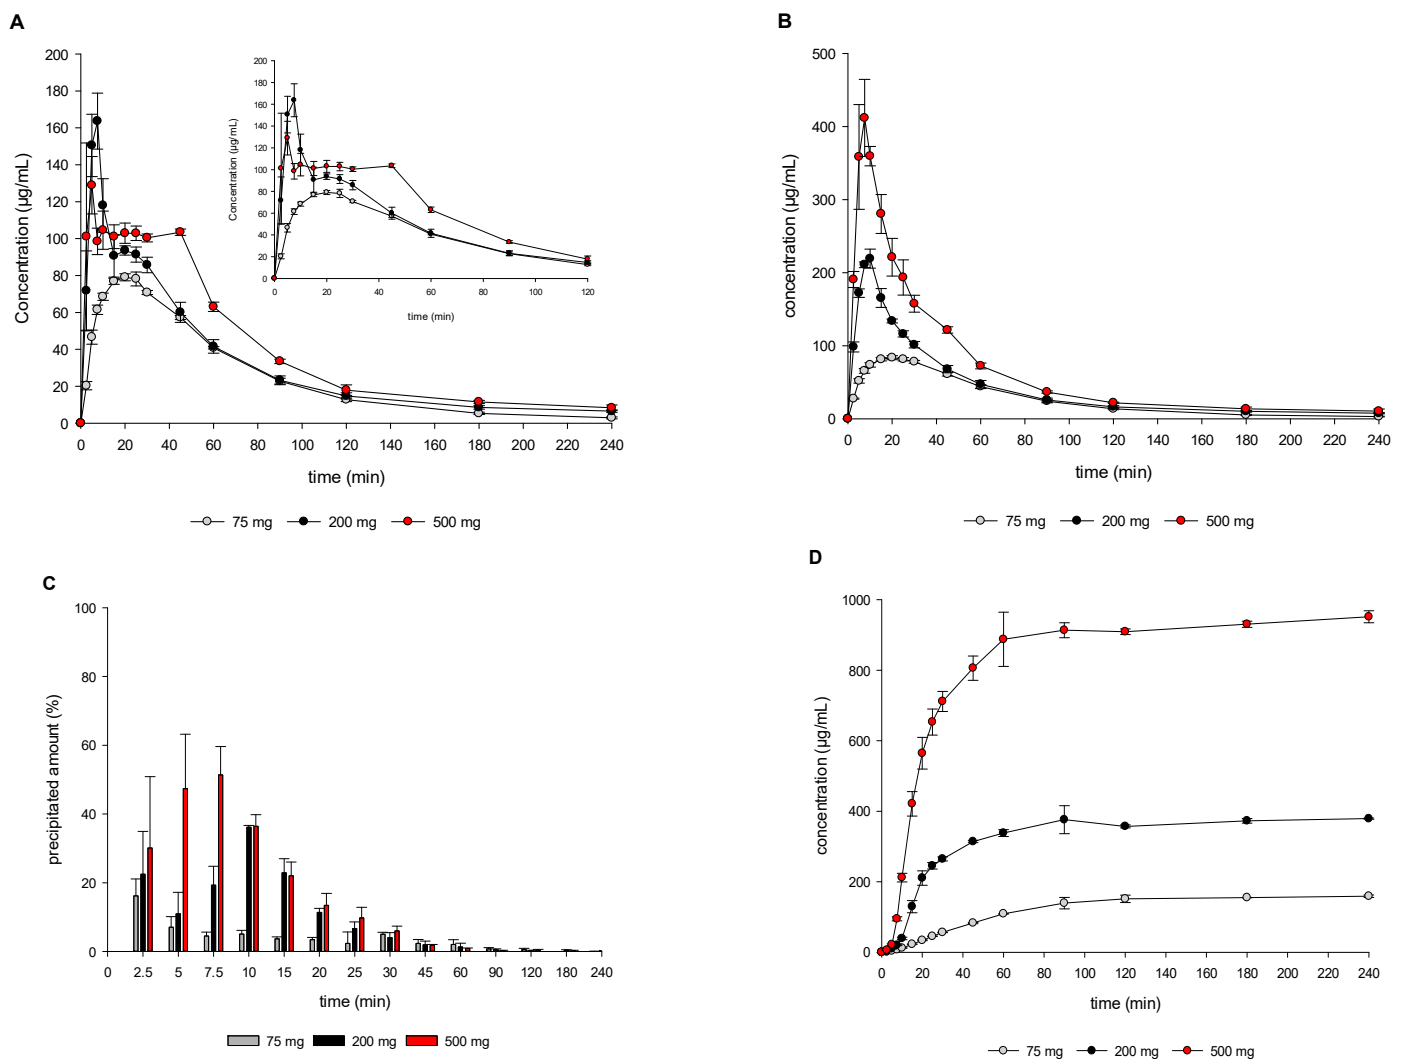 A
Concentration (µg/mL)
200
180
160
140
120
100
80
60
40
20
0
0 20 40 60 80 100 120 140 160 180 200 220 240
time (min)
75 mg 200 mg 500 mg
Concentration (µg/mL)
200
180
160
140
120
100
80
60
40
20
0
0 20 40 60 80 100 120
time (min)
B
concentration (µg/mL)
500
400
300
200
100
0
0 20 40 60 80 100 120 140 160 180 200 220 240
time (min)
75 mg 200 mg 500 mg
C
precipitated amount (%)
100
80
60
40
20
0
0 2.5 5 7.5 10 15 20 25 30 45 60 90 120 180 240
time (min)
75 mg 200 mg 500 mg
D
concentration (µg/mL)
1000
800
600
400
200
0
0 20 40 60 80 100 120 140 160 180 200 220 240
time (min)
75 mg 200 mg 500 mg